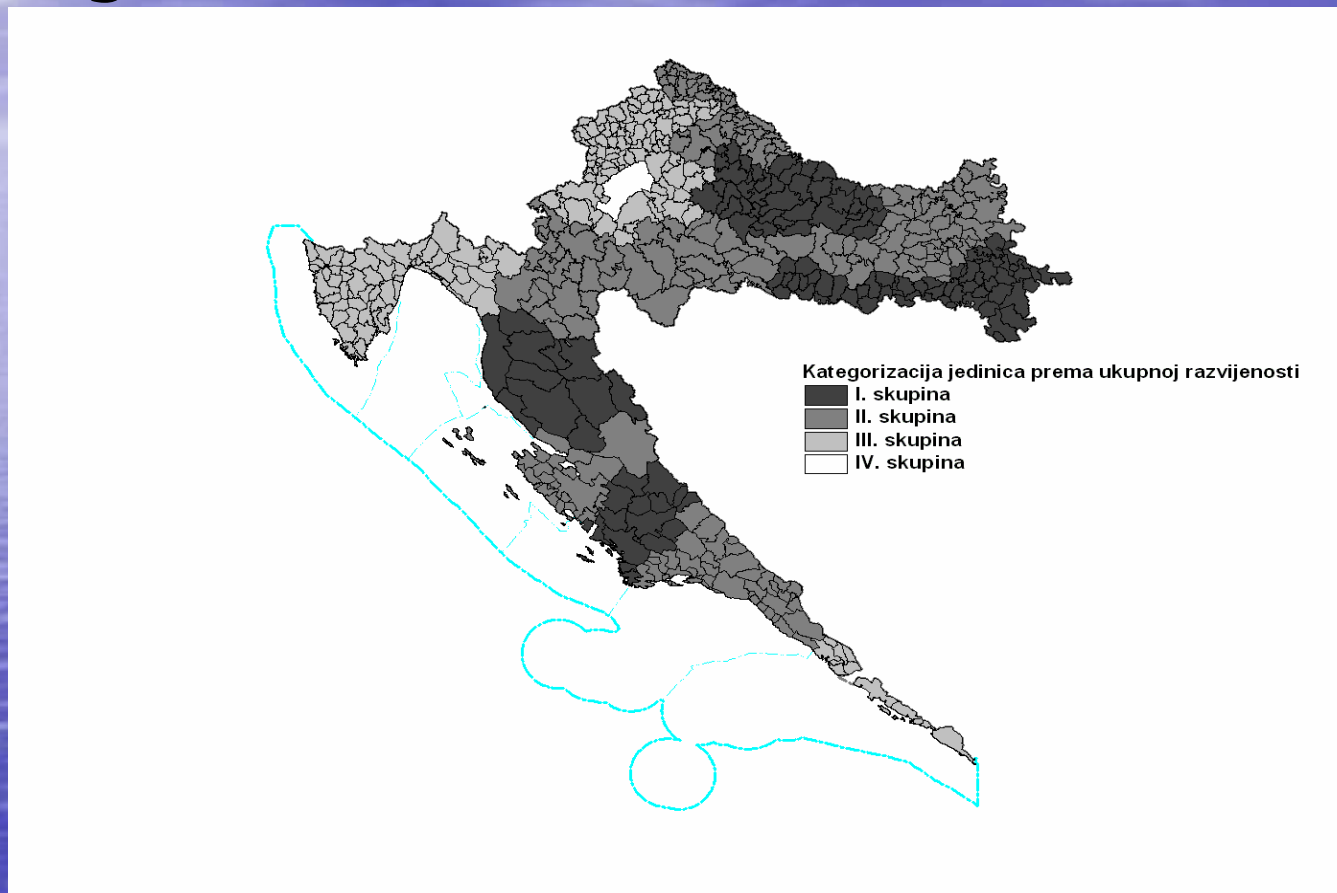 Kategorizacija jedinica prema ukupnoj razvijenosti
I. skupina
II. skupina
III. skupina
IV. skupina